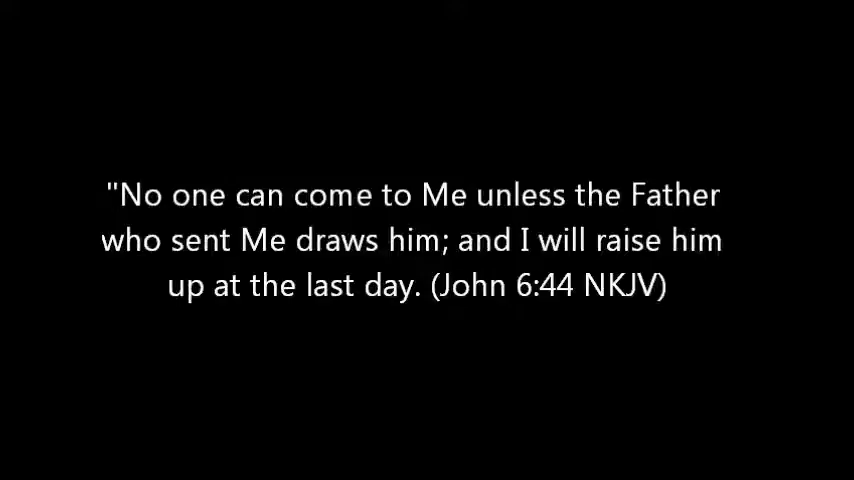 "No one can come to Me unless the Father
who sent Me draws him; and I will raise him
up at the last day. (John 6:44 NKJV)